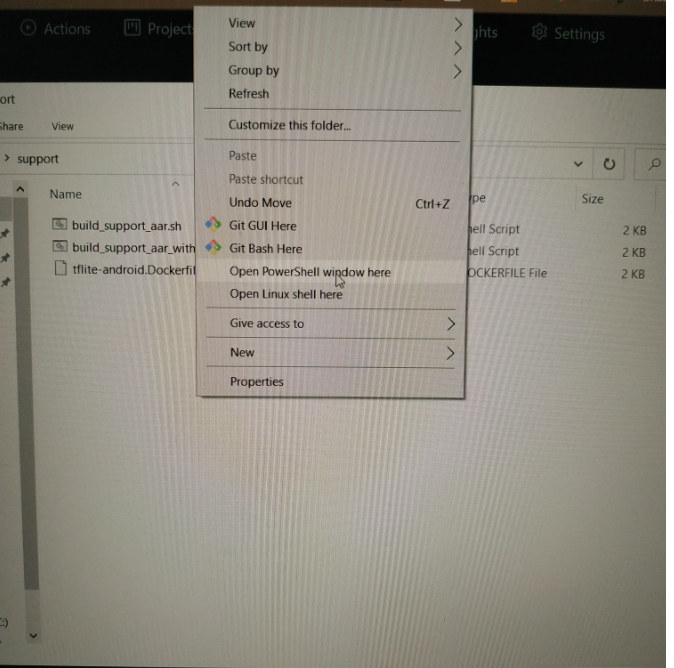 Actions
Project
ghts
Settings
ort
Share
View
> support
Name
ype
Size
build_support_aar.sh
hell Script
2 KB
build_support_aar_with
hell Script
2 KB
tflite-android.Dockerfil
OCKERFILE File
2 KB
View
Sort by
Group by
Refresh
Customize this folder...
Paste
Paste shortcut
Undo Move
Ctrl+Z
Git GUI Here
Git Bash Here
Open PowerShell window here
Open Linux shell here
Give access to
New
Properties